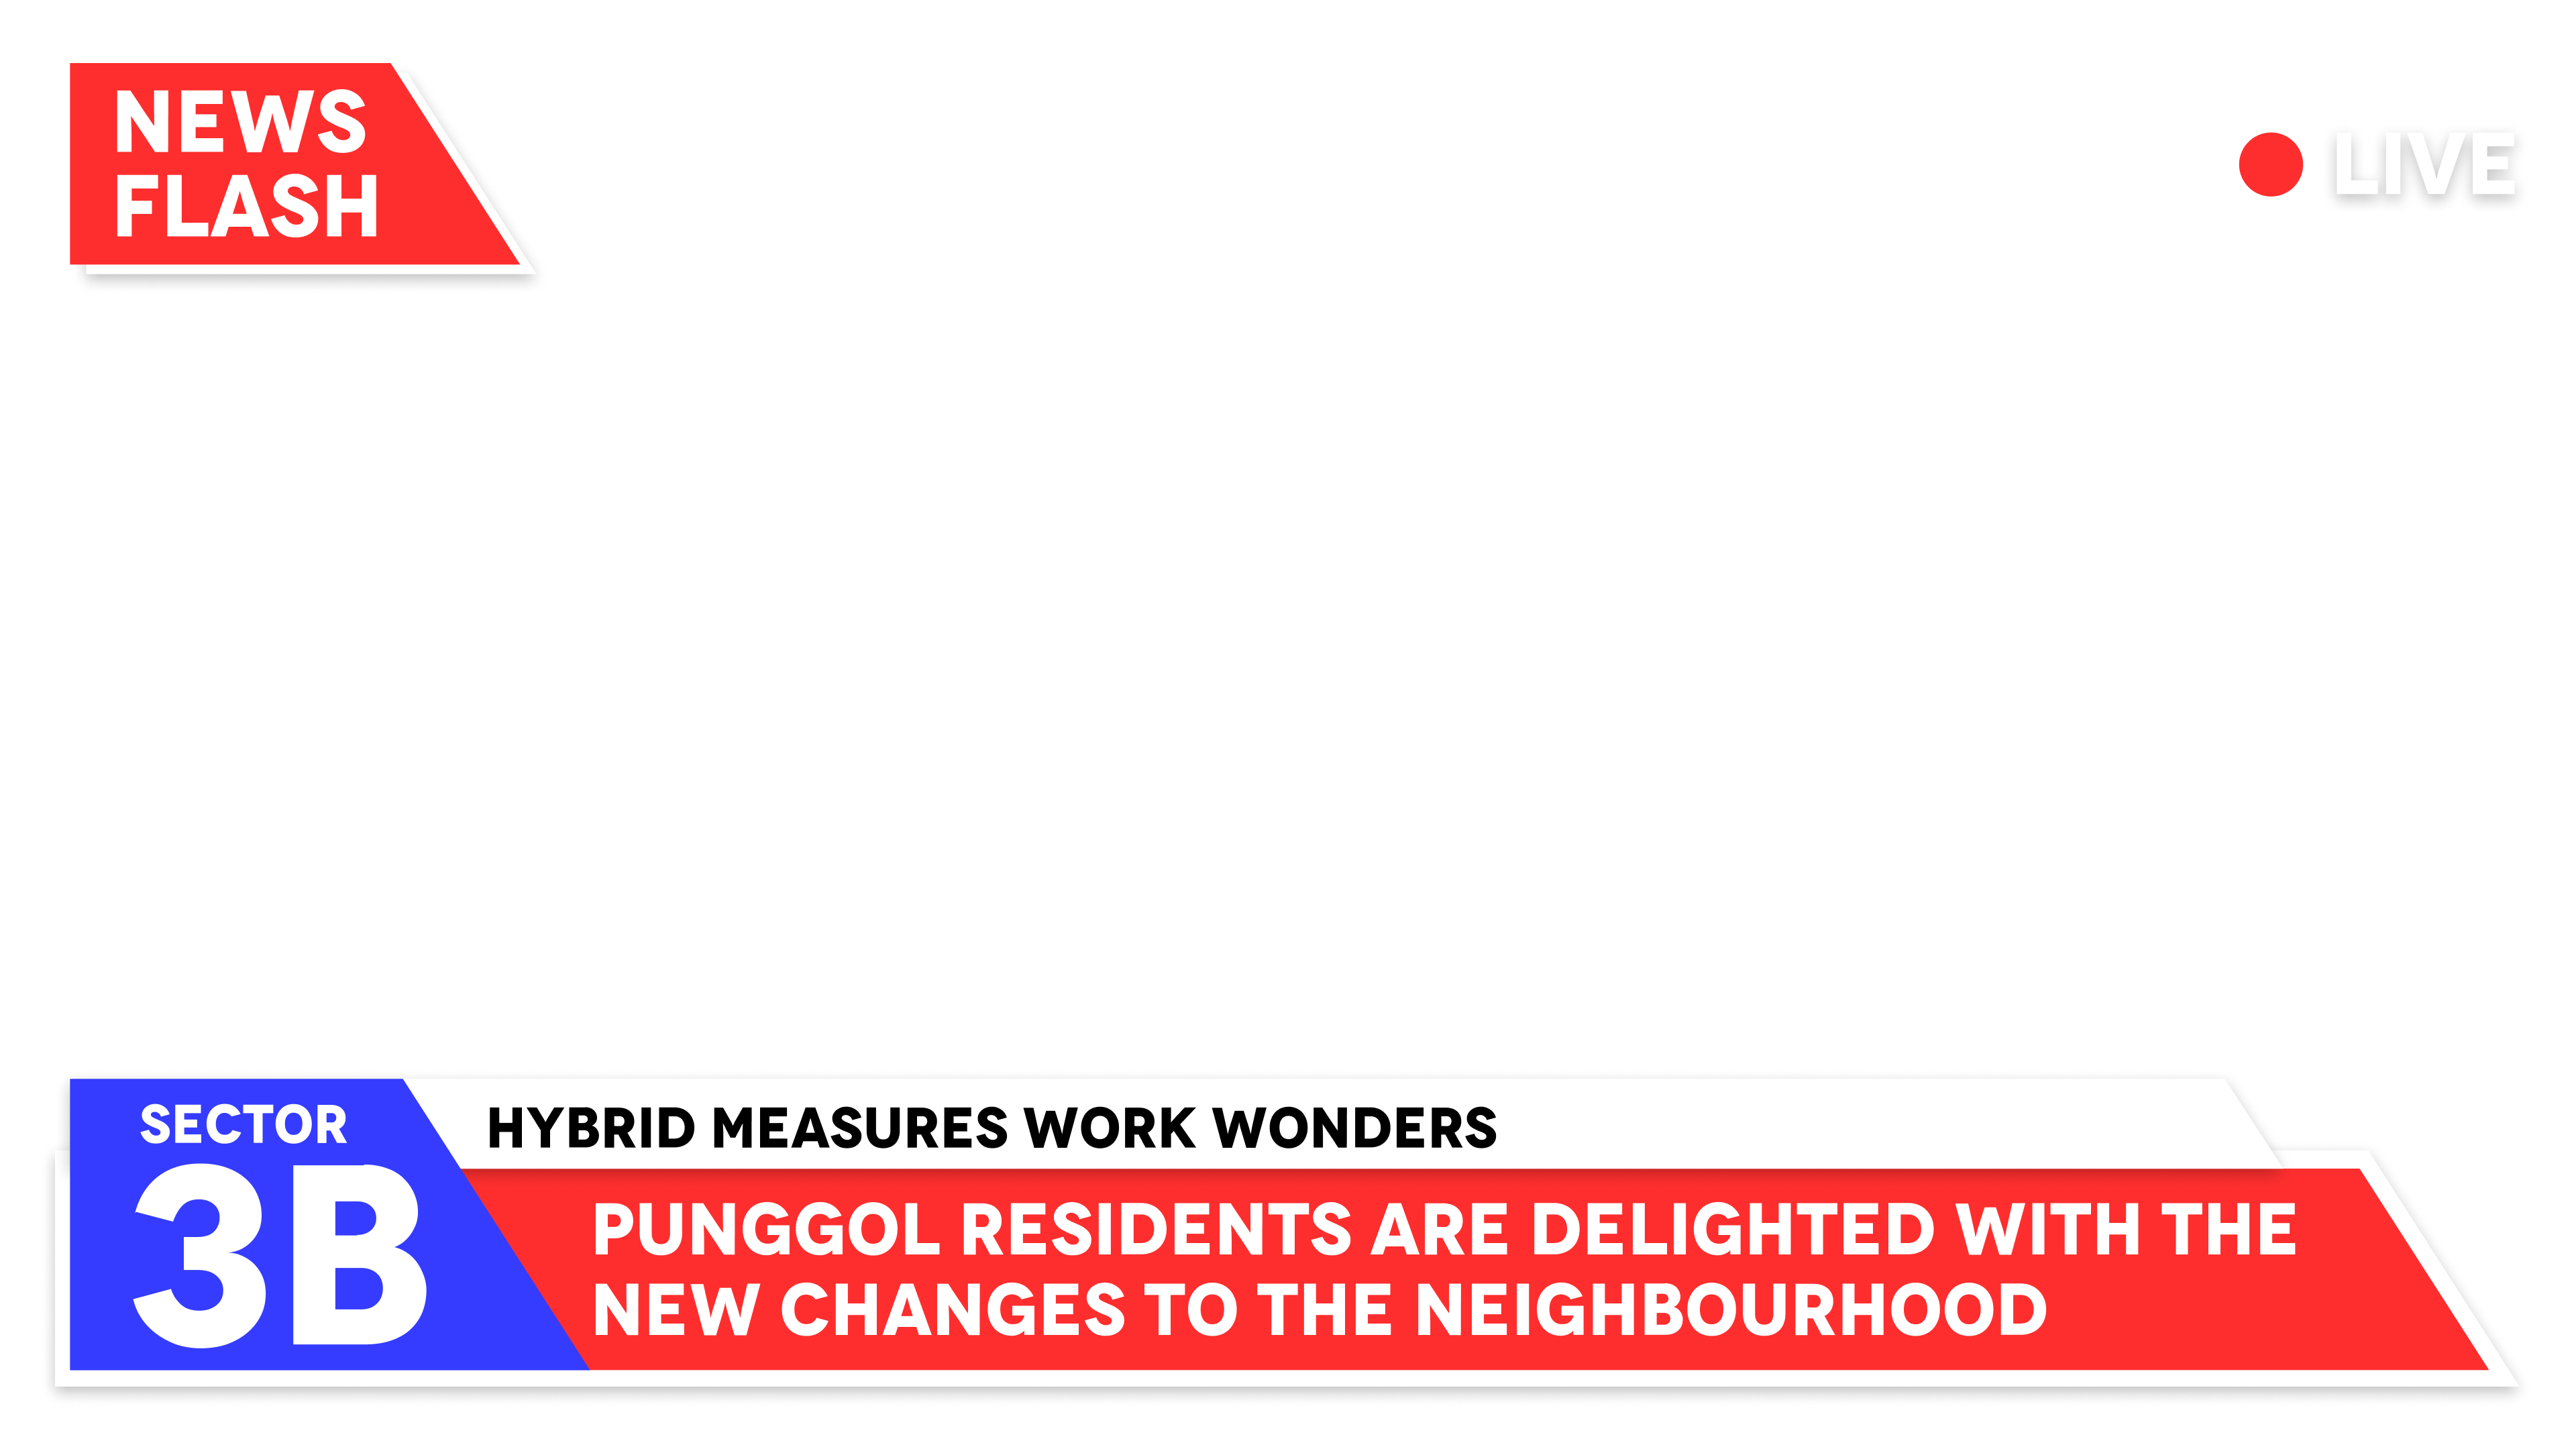 NEWS
FLASH
LIVE
SECTOR
3B
HYBRID MEASURES WORK WONDERS
PUNGGOL RESIDENTS ARE DELIGHTED WITH THE
NEW CHANGES TO THE NEIGHBOURHOOD